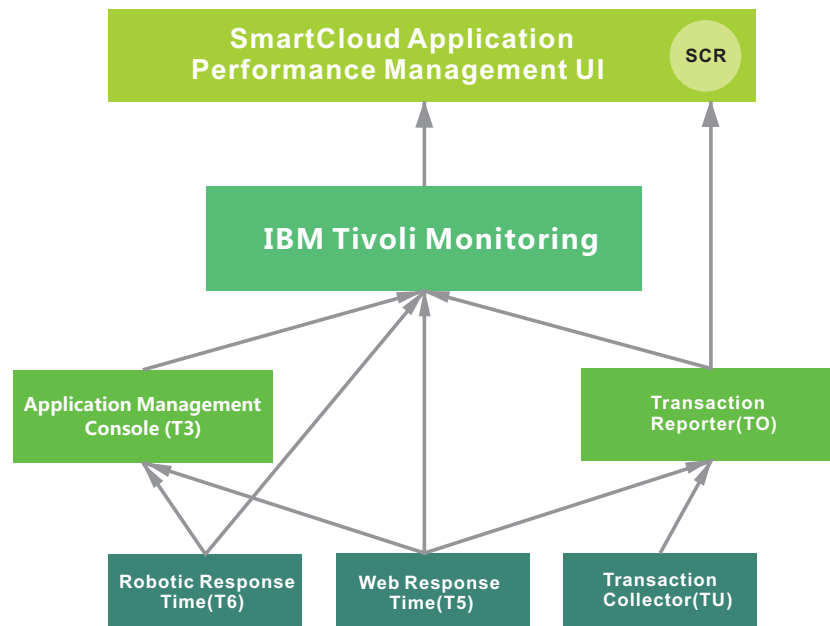 SmartCloud Application
Performance Management UI
SCR
IBM Tivoli Monitoring
Application Management
Console (T3)
Transaction
Reporter(TO)
Robotic Response
Time(T6)
Web Response
Time(T5)
Transaction
Collector(TU)